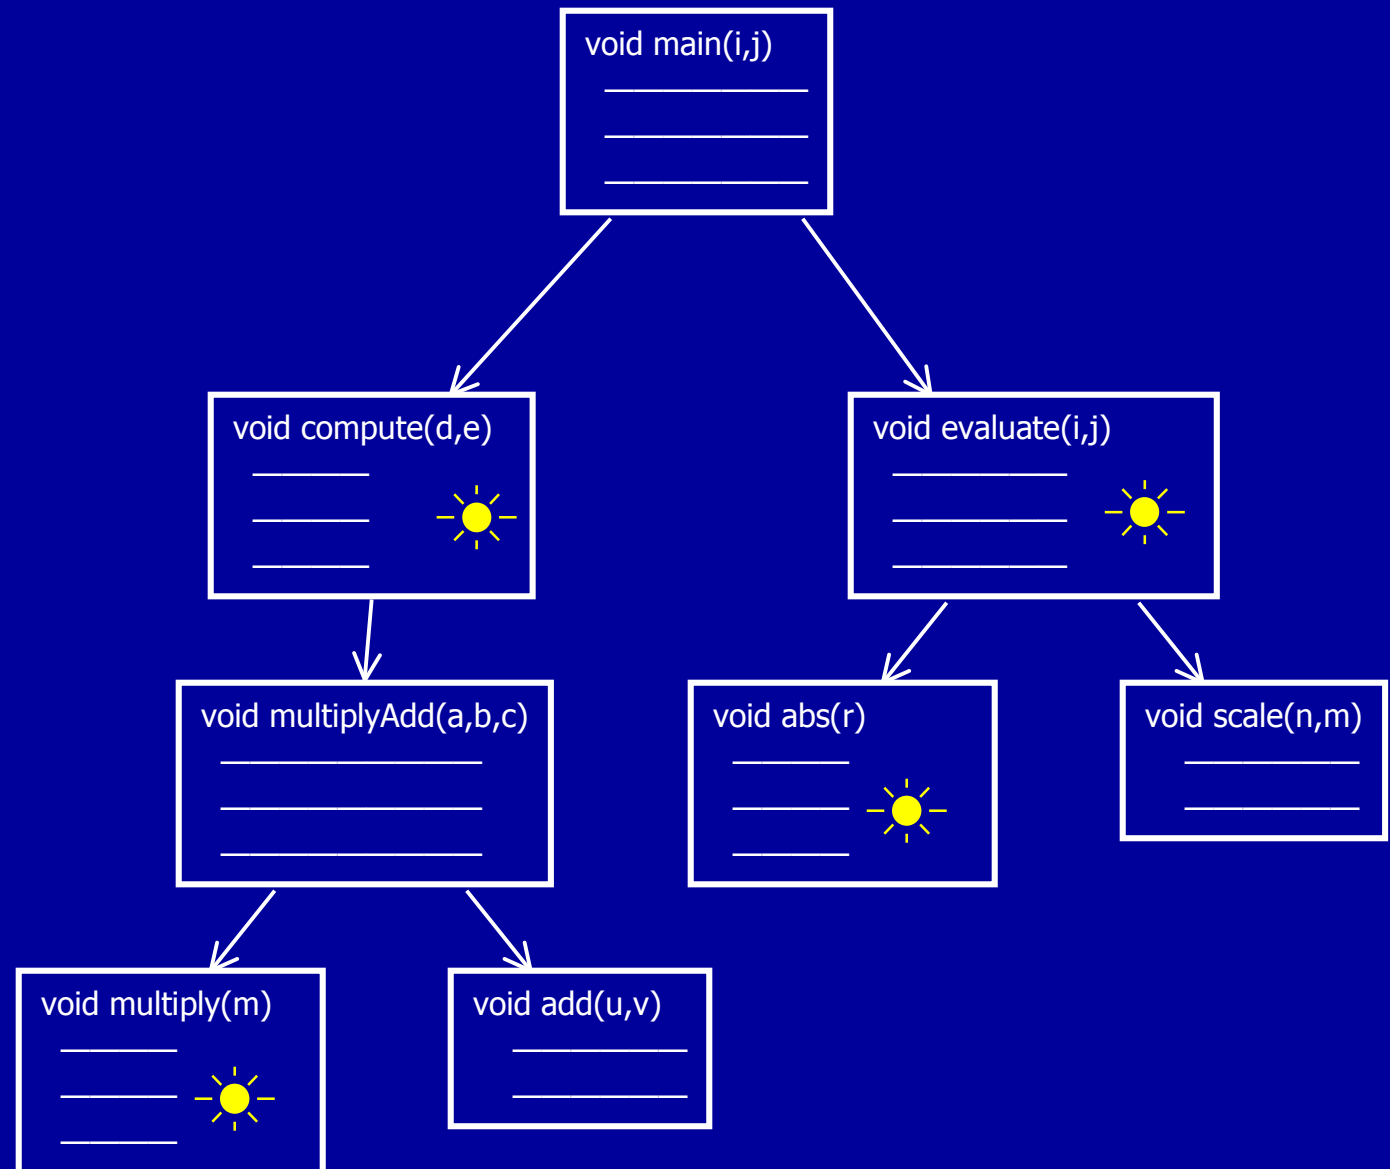 void main(i,j)
void compute(d,e)
void evaluate(i,j)
void multiplyAdd(a,b,c)
void abs(r)
void scale(n,m)
void multiply(m)
void add(u,v)